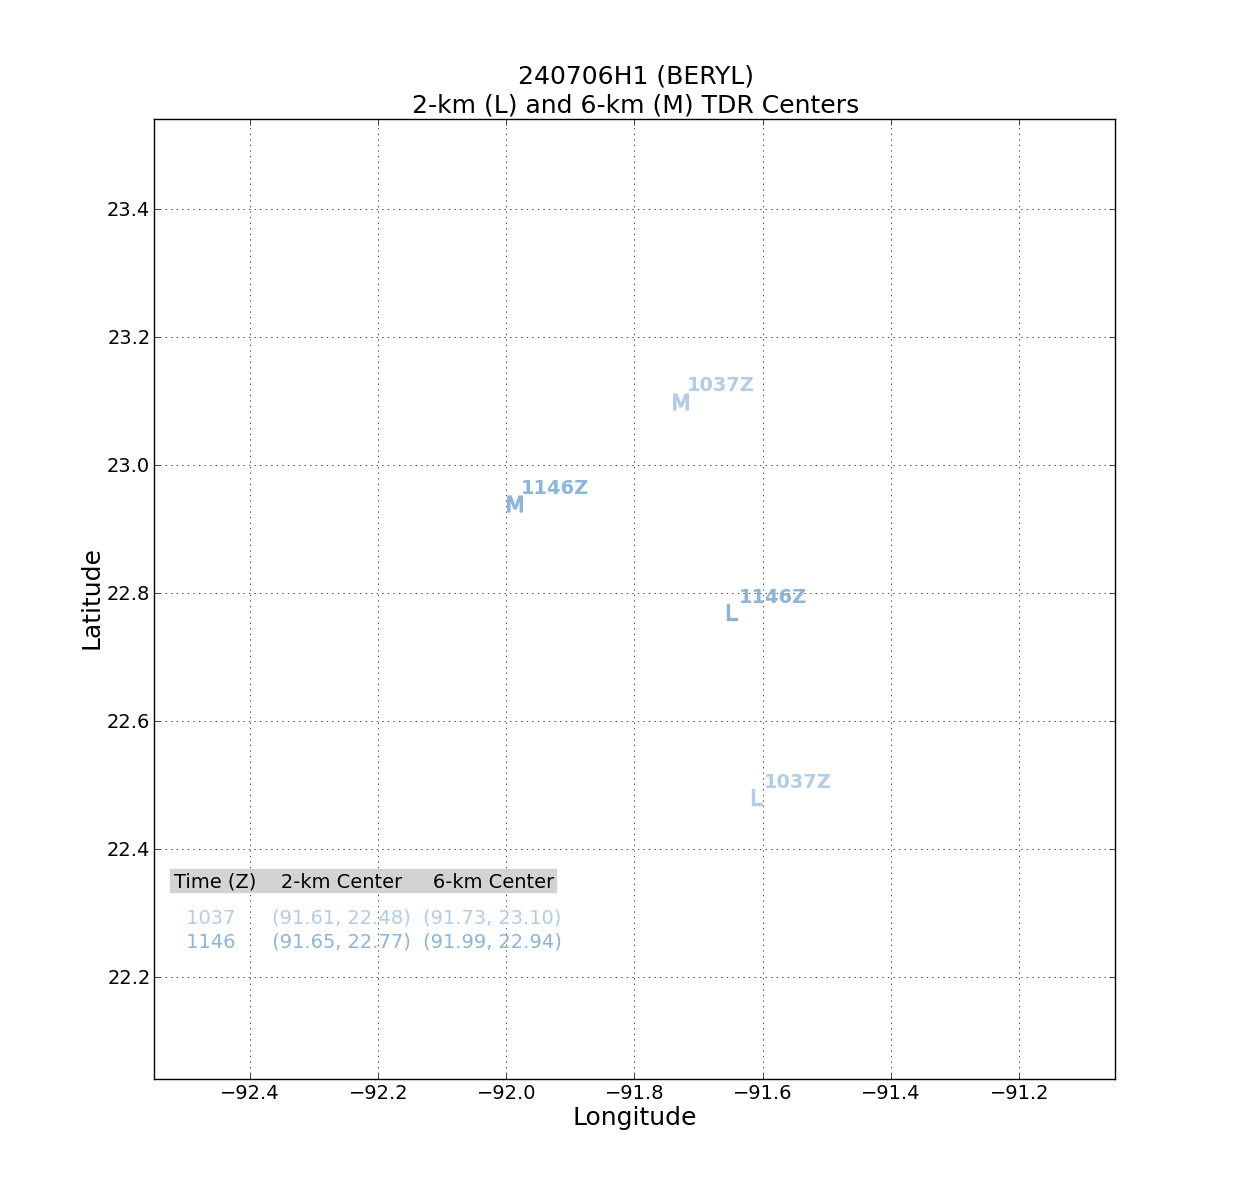 240706H1 (BERYL)
2-km (L) and 6-km (M) TDR Centers
23.4
23.2
1037Z
M
23.0
1146Z
M
22.8
1146Z
L
Latitude
22.6
1037Z
L
22.4
Time (Z) 2-km Center 6-km Center
1037 (91.61, 22.48) (91.73, 23.10)
1146 (91.65, 22.77) (91.99, 22.94)
22.2
−92.4 −92.2 −92.0 −91.8 −91.6 −91.4 −91.2
Longitude